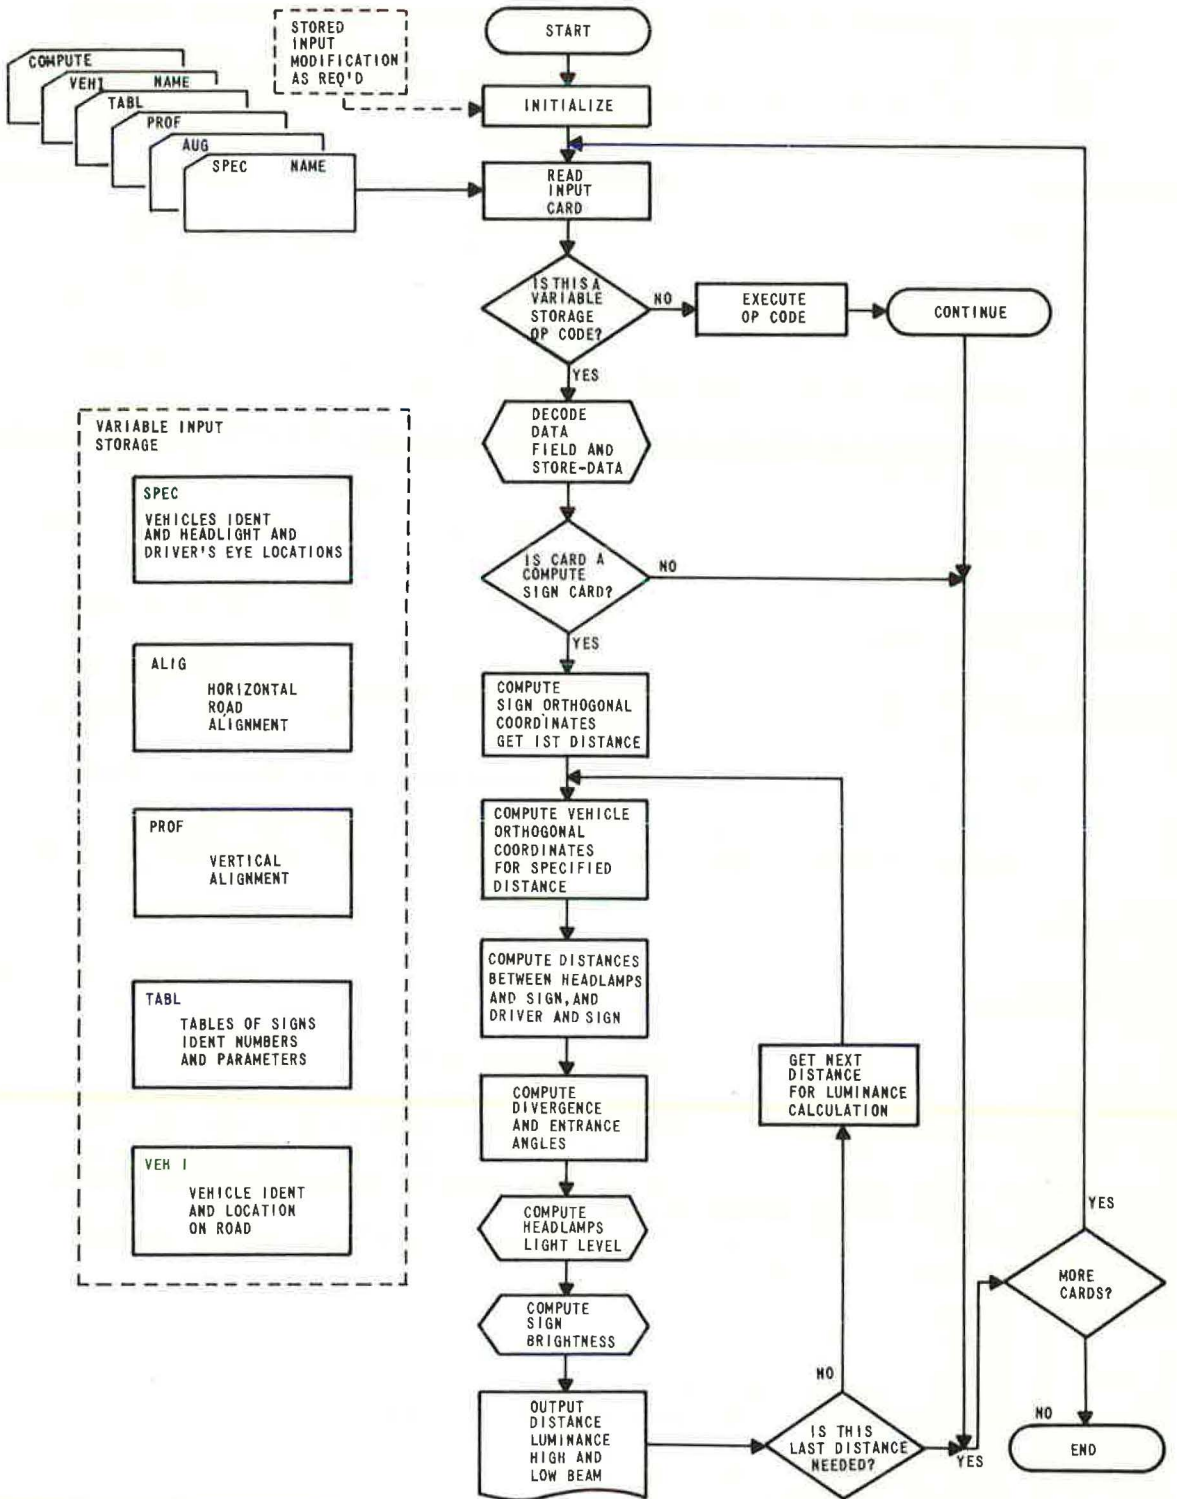 STORED
INPUT
MODIFICATION
AS REQ'D
START
COMPUTE
VEHI NAME
TABL
PROF
AUG
SPEC NAME
INITIALIZE
READ
INPUT
CARD
IS THIS A
VARIABLE
STORAGE
OP CODE?
NO
EXECUTE
OP CODE
CONTINUE
YES
DECODE
DATA
FIELD AND
STORE-DATA
IS CARD A
COMPUTE
SIGN CARD?
NO
YES
COMPUTE
SIGN ORTHOGONAL
COORDINATES
GET 1ST DISTANCE
COMPUTE VEHICLE
ORTHOGONAL
COORDINATES
FOR SPECIFIED
DISTANCE
COMPUTE DISTANCES
BETWEEN HEADLAMPS
AND SIGN, AND
DRIVER AND SIGN
COMPUTE
DIVERGENCE
AND ENTRANCE
ANGLES
COMPUTE
HEADLAMPS
LIGHT LEVEL
COMPUTE
SIGN
BRIGHTNESS
OUTPUT
DISTANCE
LUMINANCE
HIGH AND
LOW BEAM
IS THIS
LAST DISTANCE
NEEDED?
NO
GET NEXT
DISTANCE
FOR LUMINANCE
CALCULATION
YES
MORE
CARDS?
YES
NO
END
VARIABLE INPUT
STORAGE
SPEC
VEHICLES IDENT
AND HEADLIGHT AND
DRIVER'S EYE LOCATIONS
ALIG
HORIZONTAL
ROAD
ALIGNMENT
PROF
VERTICAL
ALIGNMENT
TABL
TABLES OF SIGNS
IDENT NUMBERS
AND PARAMETERS
VEH I
VEHICLE IDENT
AND LOCATION
ON ROAD